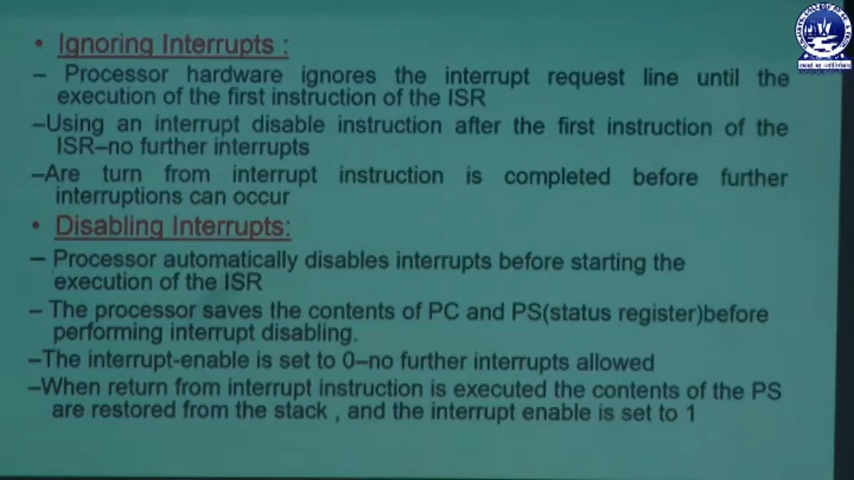 • Ignoring Interrupts :
– Processor hardware ignores the interrupt request line until the
execution of the first instruction of the ISR
–Using an interrupt disable instruction after the first instruction of the
ISR–no further interrupts
–Are turn from interrupt instruction is completed before further
interruptions can occur
• Disabling Interrupts:
– Processor automatically disables interrupts before starting the
execution of the ISR
– The processor saves the contents of PC and PS(status register)before
performing interrupt disabling.
–The interrupt-enable is set to 0–no further interrupts allowed
–When return from interrupt instruction is executed the contents of the PS
are restored from the stack , and the interrupt enable is set to 1